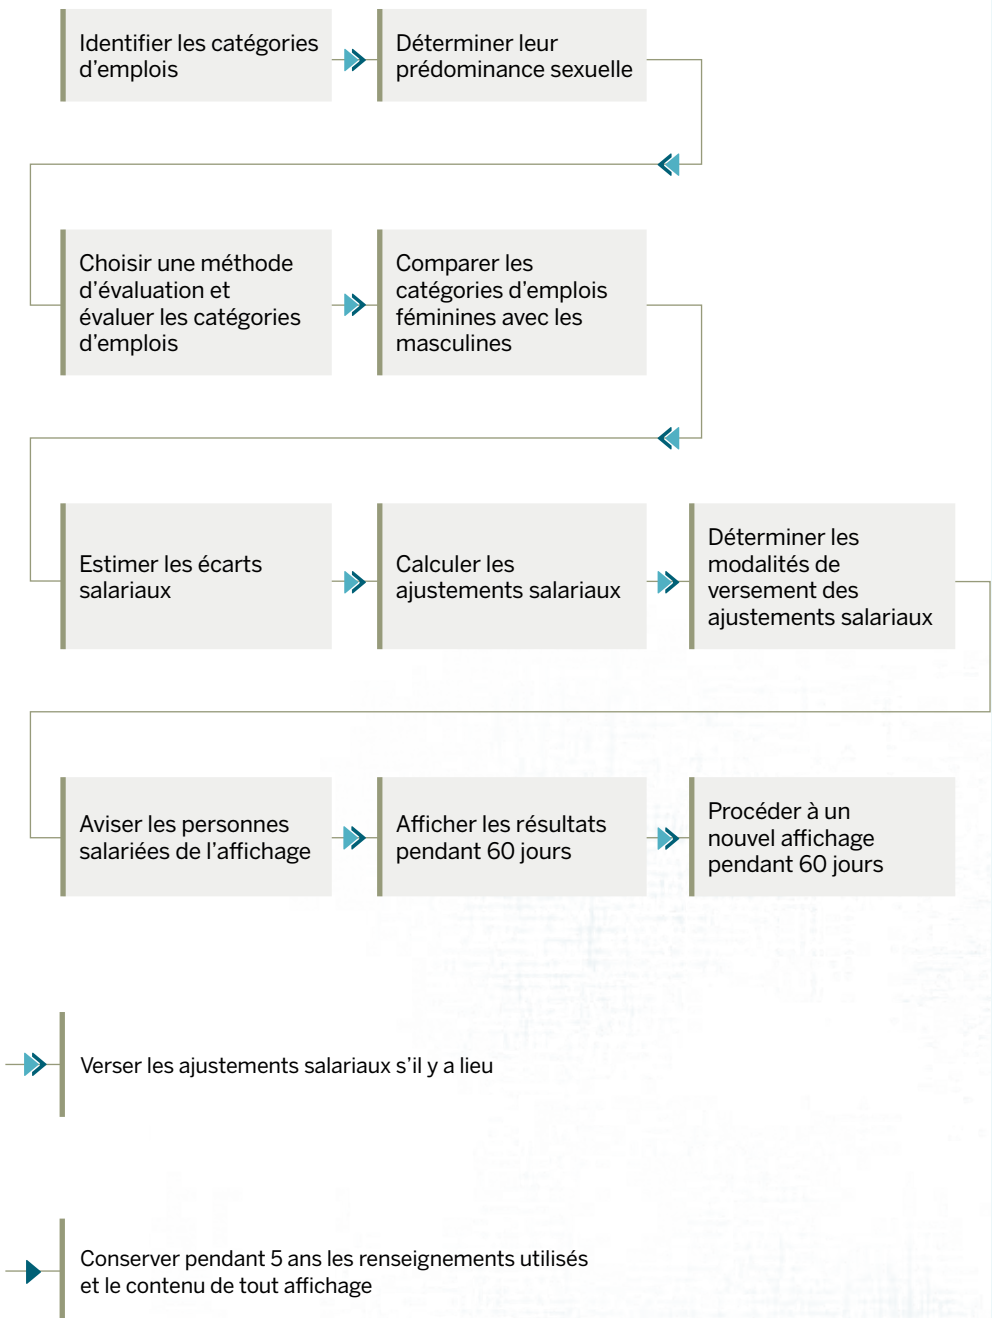 Identifier les catégories
d’emplois
Déterminer leur
prédominance sexuelle
Choisir une méthode
d’évaluation et
évaluer les catégories
d’emplois
Comparer les
catégories d’emplois
féminines avec les
masculines
Estimer les écarts
salariaux
Calculer les
ajustements salariaux
Déterminer les
modalités de
versement des
ajustements salariaux
Aviser les personnes
salariées de l’affichage
Afficher les résultats
pendant 60 jours
Procéder à un
nouvel affichage
pendant 60 jours
Verser les ajustements salariaux s’il y a lieu
Conserver pendant 5 ans les renseignements utilisés
et le contenu de tout affichage